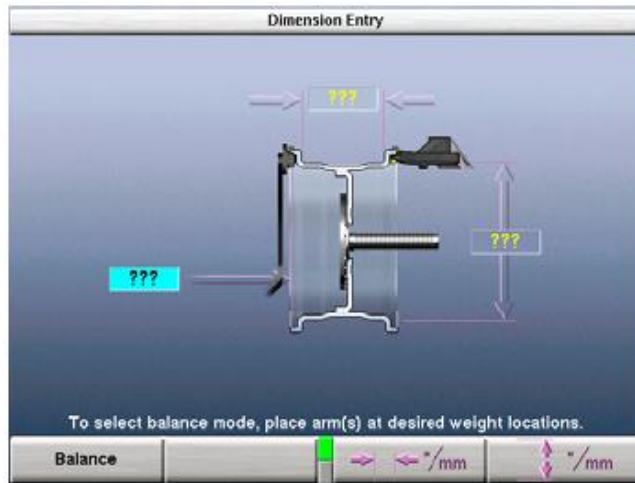 Dimension Entry
???
???
???
To select balance mode, place arm(s) at desired weight locations.
Balance
"/mm
"/mm